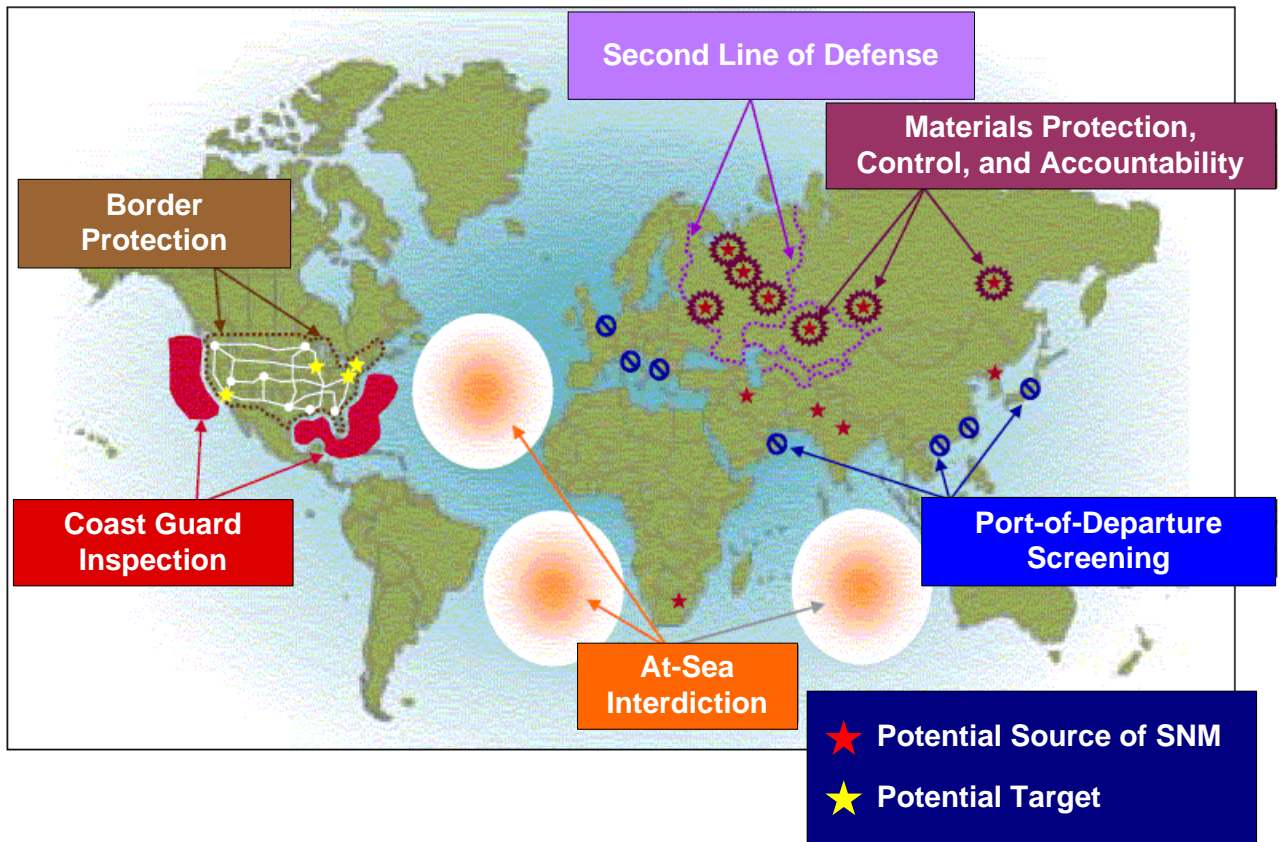 Second Line of Defense
Materials Protection,
Control, and Accountability
Border
Protection
Coast Guard
Inspection
Port-of-Departure
Screening
At-Sea
Interdiction
Potential Source of SNM
Potential Target